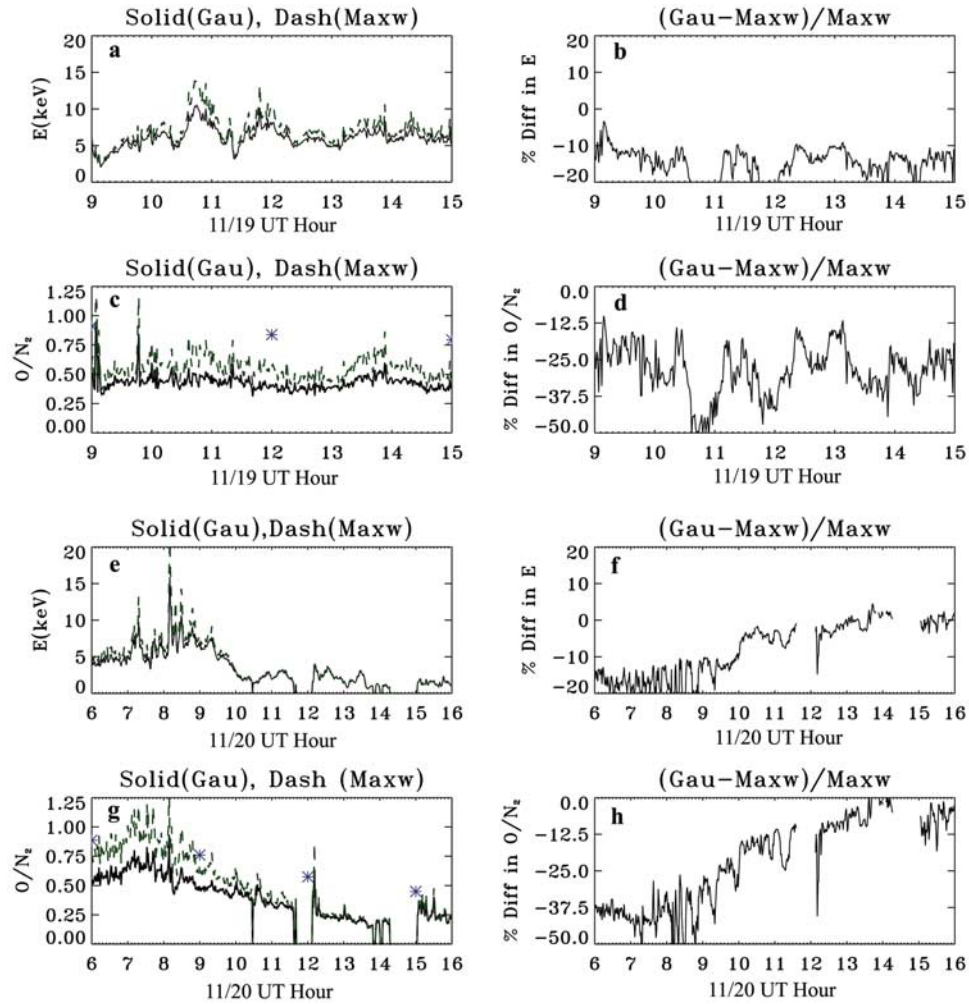 Solid(Gau), Dash(Maxw)
(Gau-Maxw)/Maxw
a
E(keV)
20
15
10
5
0
9 10 11 12 13 14 15
11/19 UT Hour
b
% Diff in E
20
10
0
-10
-20
9 10 11 12 13 14 15
11/19 UT Hour
Solid(Gau), Dash(Maxw)
(Gau-Maxw)/Maxw
c
O/N₂
1.25
1.00
0.75
0.50
0.25
0.00
9 10 11 12 13 14 15
11/19 UT Hour
d
% Diff in O/N₂
0.0
-12.5
-25.0
-37.5
-50.0
9 10 11 12 13 14 15
11/19 UT Hour
Solid(Gau),Dash(Maxw)
(Gau-Maxw)/Maxw
e
E(keV)
20
15
10
5
0
6 7 8 9 10 11 12 13 14 15 16
11/20 UT Hour
f
% Diff in E
20
10
0
-10
-20
6 7 8 9 10 11 12 13 14 15 16
11/20 UT Hour
Solid(Gau), Dash (Maxw)
(Gau-Maxw)/Maxw
g
O/N₂
1.25
1.00
0.75
0.50
0.25
0.00
6 7 8 9 10 11 12 13 14 15 16
11/20 UT Hour
h
% Diff in O/N₂
0.0
-12.5
-25.0
-37.5
-50.0
6 7 8 9 10 11 12 13 14 15 16
11/20 UT Hour